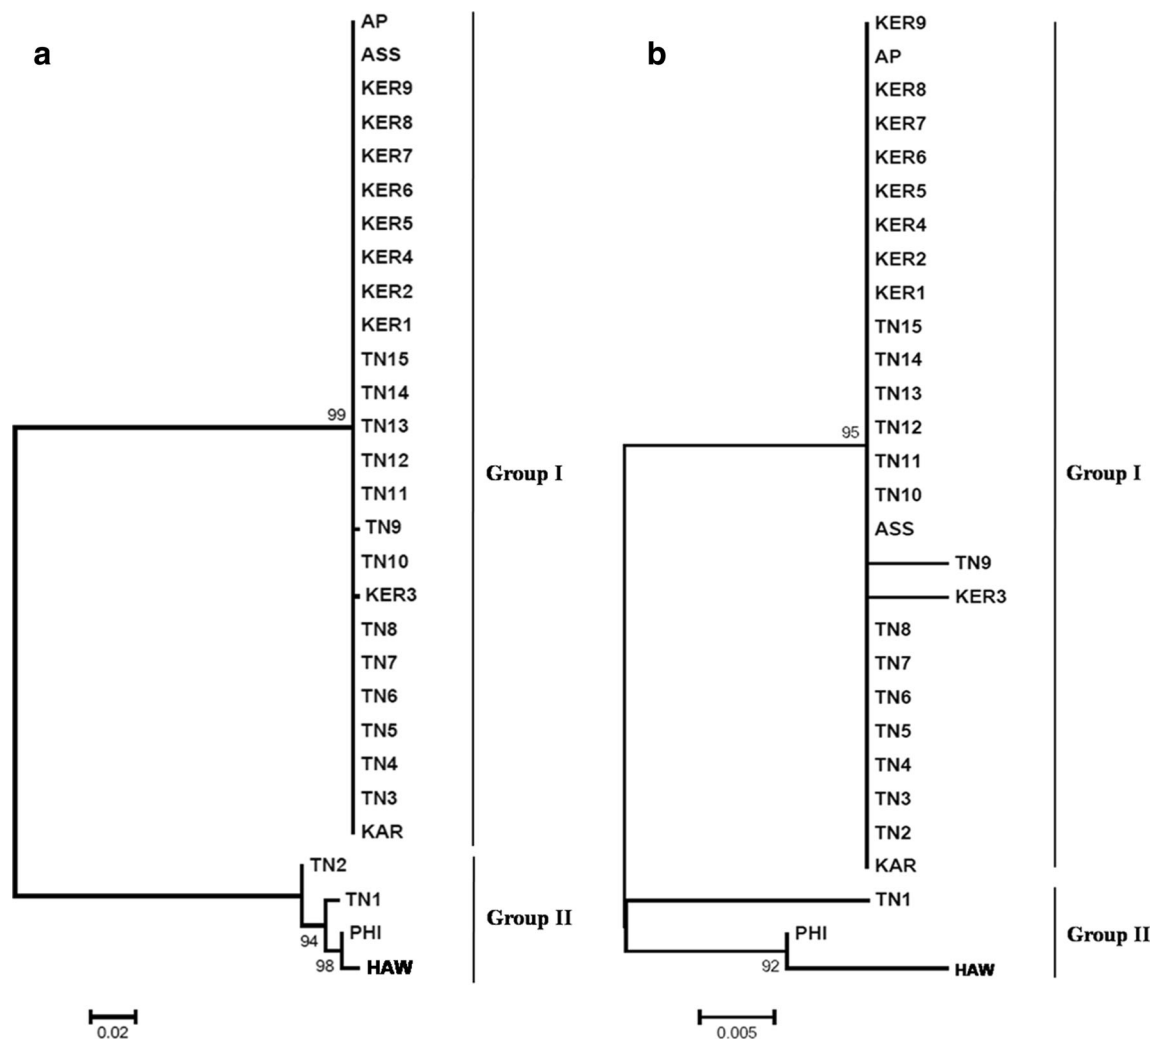 a
AP
ASS
KER9
KER8
KER7
KER6
KER5
KER4
KER2
KER1
TN15
TN14
99
TN13
TN12
TN11
TN9
TN10
KER3
TN8
TN7
TN6
TN5
TN4
TN3
KAR
Group I
TN2
TN1
94
PHI
98
HAW
Group II
0.02
b
KER9
AP
KER8
KER7
KER6
KER5
KER4
KER2
KER1
TN15
TN14
TN13
TN12
95
TN11
TN10
ASS
TN9
KER3
TN8
TN7
TN6
TN5
TN4
TN3
TN2
KAR
Group I
TN1
PHI
92
HAW
Group II
0.005